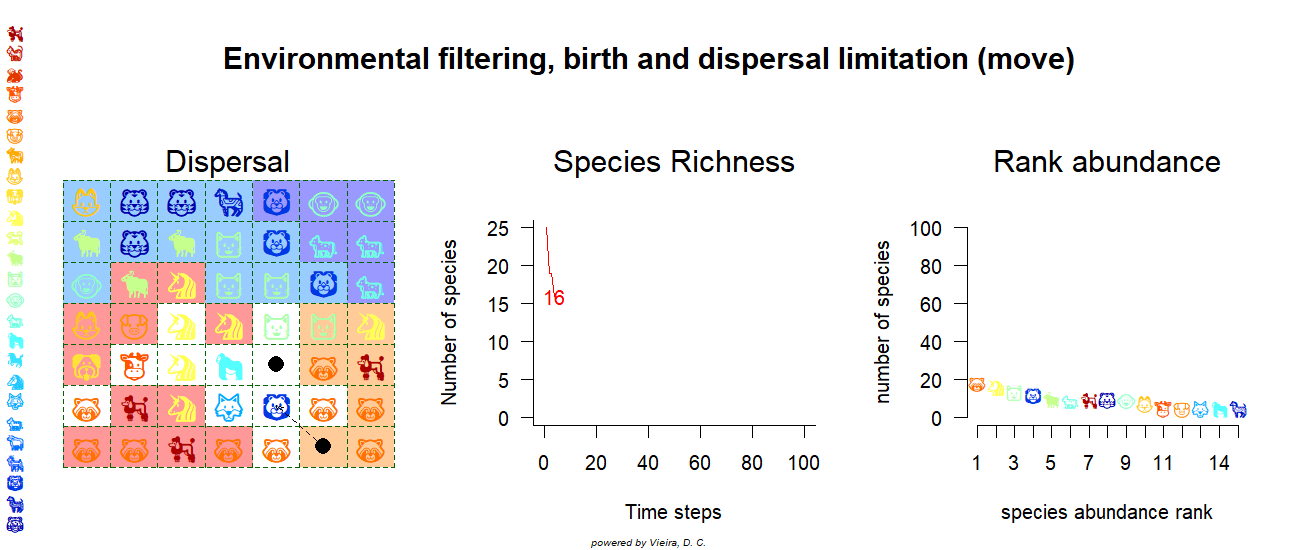 Environmental filtering, birth and dispersal limitation (move)
Dispersal
Species Richness
Rank abundance
Number of species
25
20
15
10
5
0
16
0 20 40 60 80 100
Time steps
number of species
100
80
60
40
20
0
1 3 5 7 9 11 14
species abundance rank
powered by Vieira, D. C.